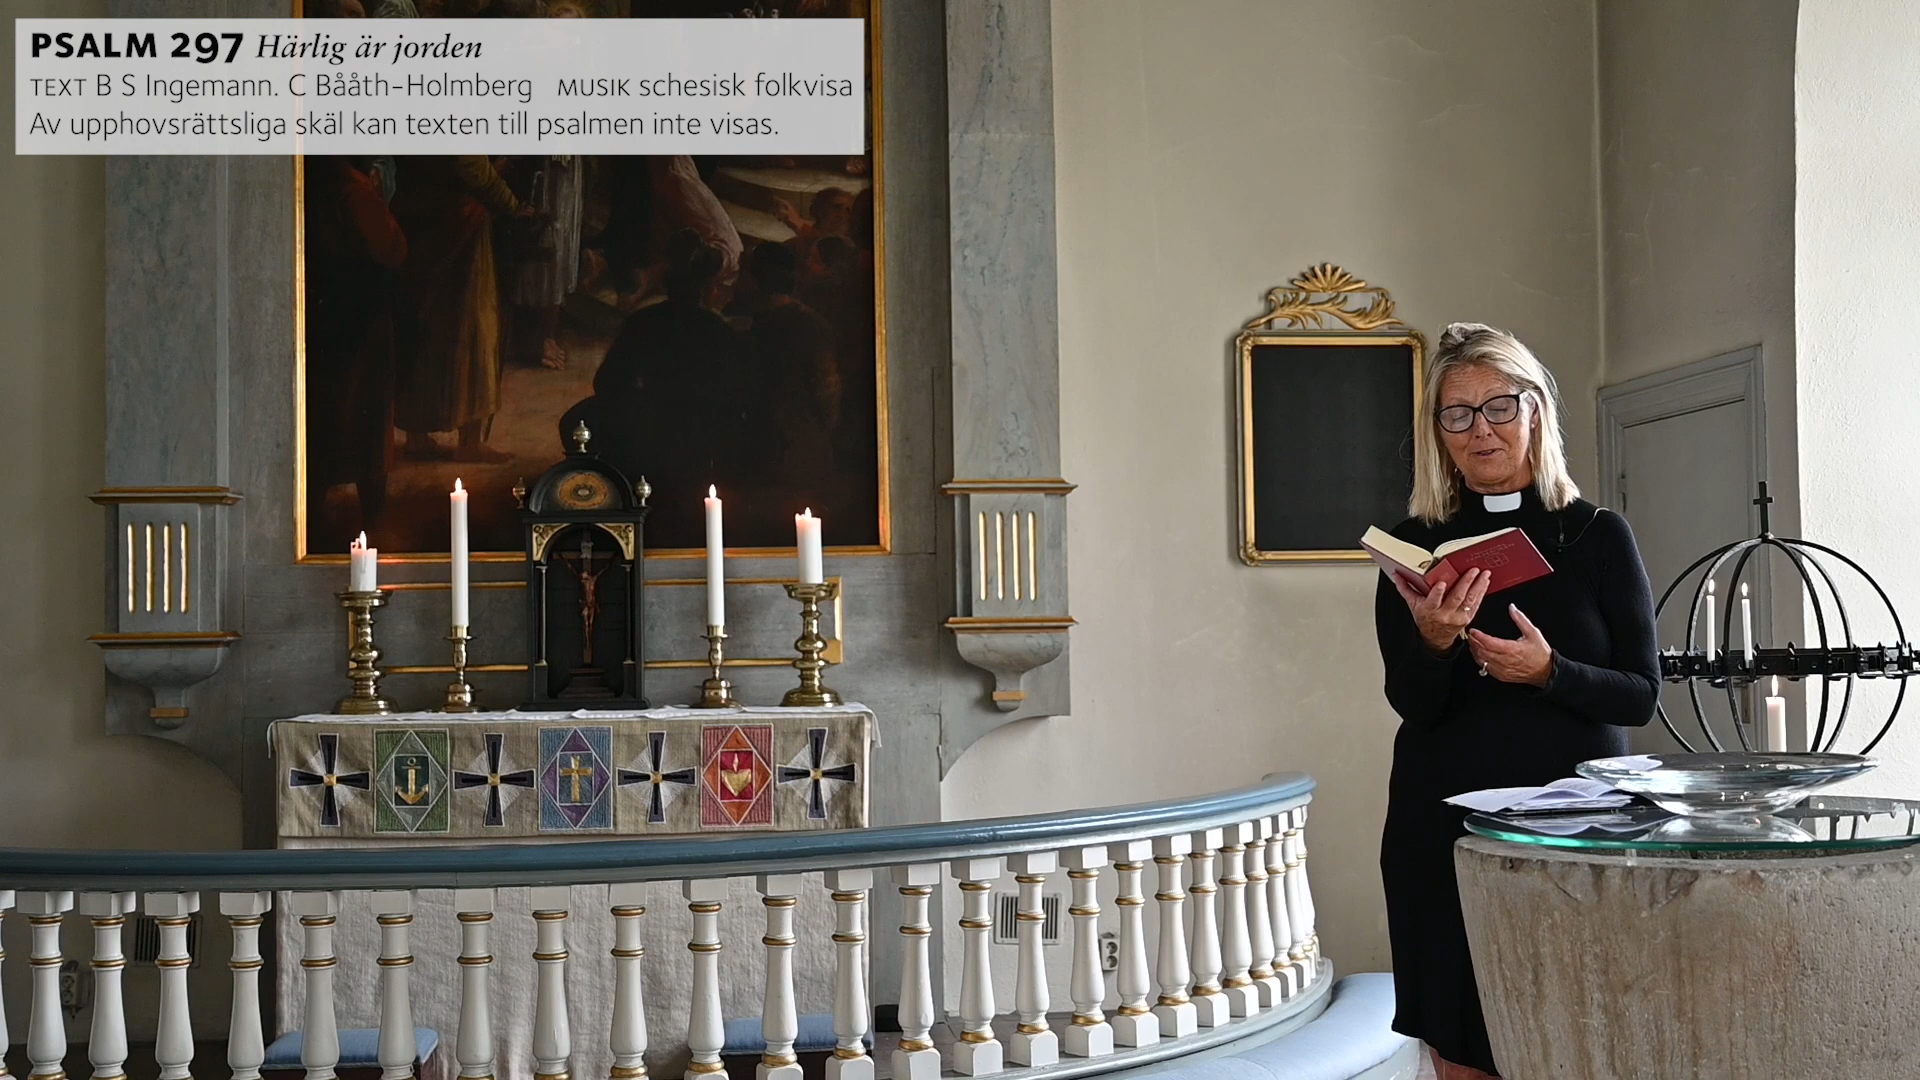 PSALM 297 Härlig är jorden
TEXT B S Ingemann. C Bååth-Holmberg MUSIK schesisk folkvisa
Av upphovsrättsliga skäl kan texten till psalmen inte visas.